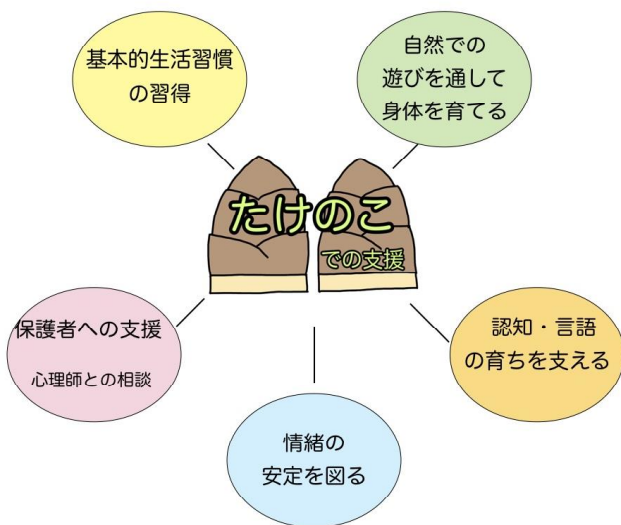 基本的生活習慣
の習得
自然での
遊びを通して
身体を育てる
たけのこ
での支援
保護者への支援
心理師との相談
認知・言語
の育ちを支える
情緒の
安定を図る